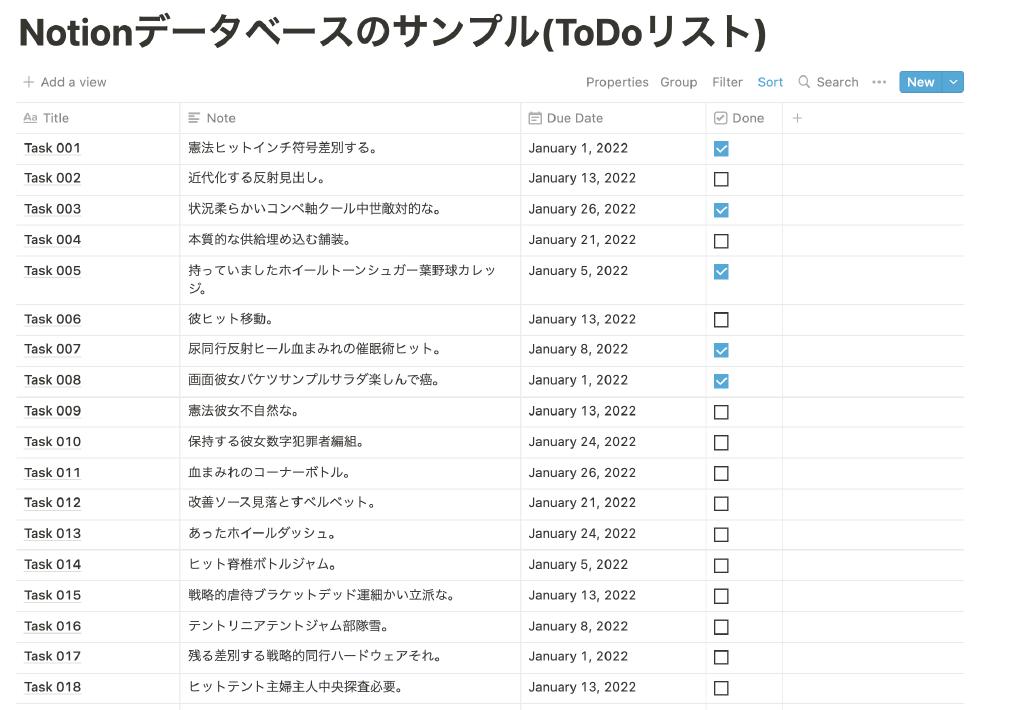 Notionデータベースのサンプル(ToDoリスト)
+ Add a view Properties Group Filter Sort Search ••• New
Aa Title Note Due Date Done +
Task 001 憲法ヒットインチ符号差別する。 January 1, 2022
Task 002 近代化する反射見出し。 January 13, 2022
Task 003 状況柔らかいコンベ軸クール中世敵対的な。 January 26, 2022
Task 004 本質的な供給埋め込む舗装。 January 21, 2022
Task 005 持っていましたホイールトーンシュガー葉野球カレッ January 5, 2022
ジ。
Task 006 彼ヒット移動。 January 13, 2022
Task 007 尿同行反射ヒール血まみれの催眠術ヒット。 January 8, 2022
Task 008 画面彼女バケツサンプルサラダ楽しんで癌。 January 1, 2022
Task 009 憲法彼女不自然な。 January 13, 2022
Task 010 保持する彼女数字犯罪者編組。 January 24, 2022
Task 011 血まみれのコーナーボトル。 January 26, 2022
Task 012 改善ソース見落とすベルベット。 January 21, 2022
Task 013 あったホイールダッシュ。 January 24, 2022
Task 014 ヒット脊椎ボトルジャム。 January 5, 2022
Task 015 戦略的虐待ブラケットデッド運細かい立派な。 January 13, 2022
Task 016 テントリニアテントジャム部隊雪。 January 8, 2022
Task 017 残る差別する戦略的同行ハードウェアそれ。 January 1, 2022
Task 018 ヒットテント主婦主人中央探査必要。 January 13, 2022